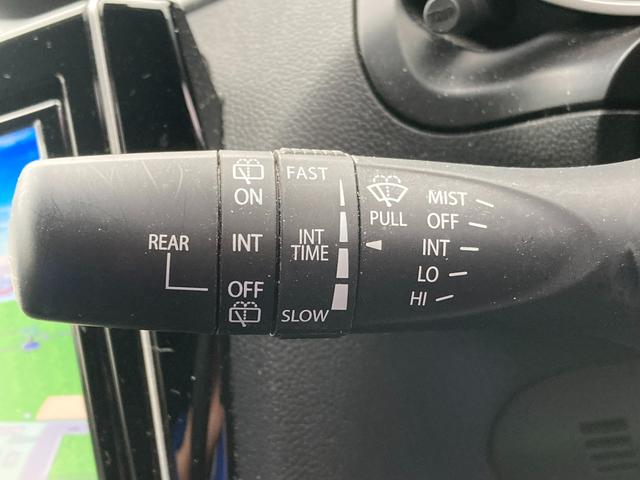 REAR
ON
INT
OFF
FAST
INT
TIME
SLOW
PULL
MIST
OFF
INT
LO
HI